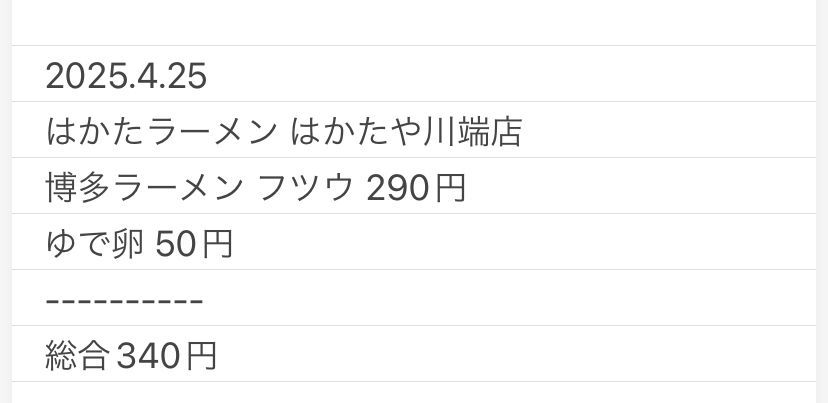 2025.4.25
はかたラーメン はかたや川端店
博多ラーメン フツウ 290円
ゆで卵 50円
----------
総合340円